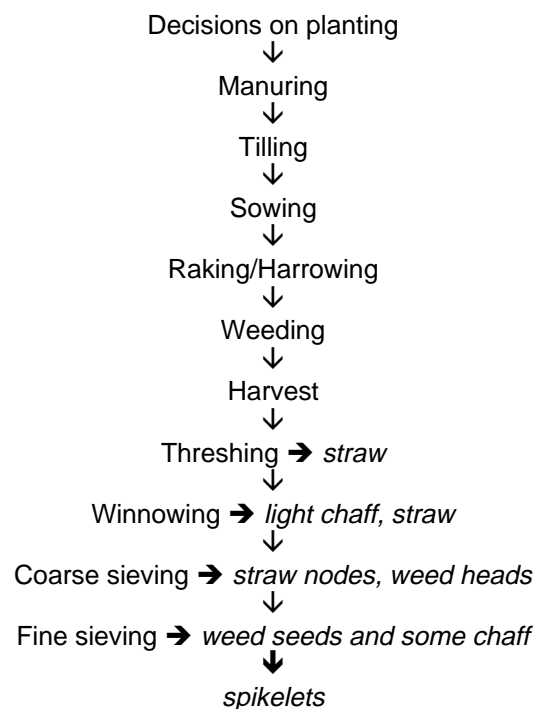 Decisions on planting
↓
Manuring
↓
Tilling
↓
Sowing
↓
Raking/Harrowing
↓
Weeding
↓
Harvest
↓
Threshing ➔ straw
↓
Winnowing ➔ light chaff, straw
↓
Coarse sieving ➔ straw nodes, weed heads
↓
Fine sieving ➔ weed seeds and some chaff
↓
spikelets